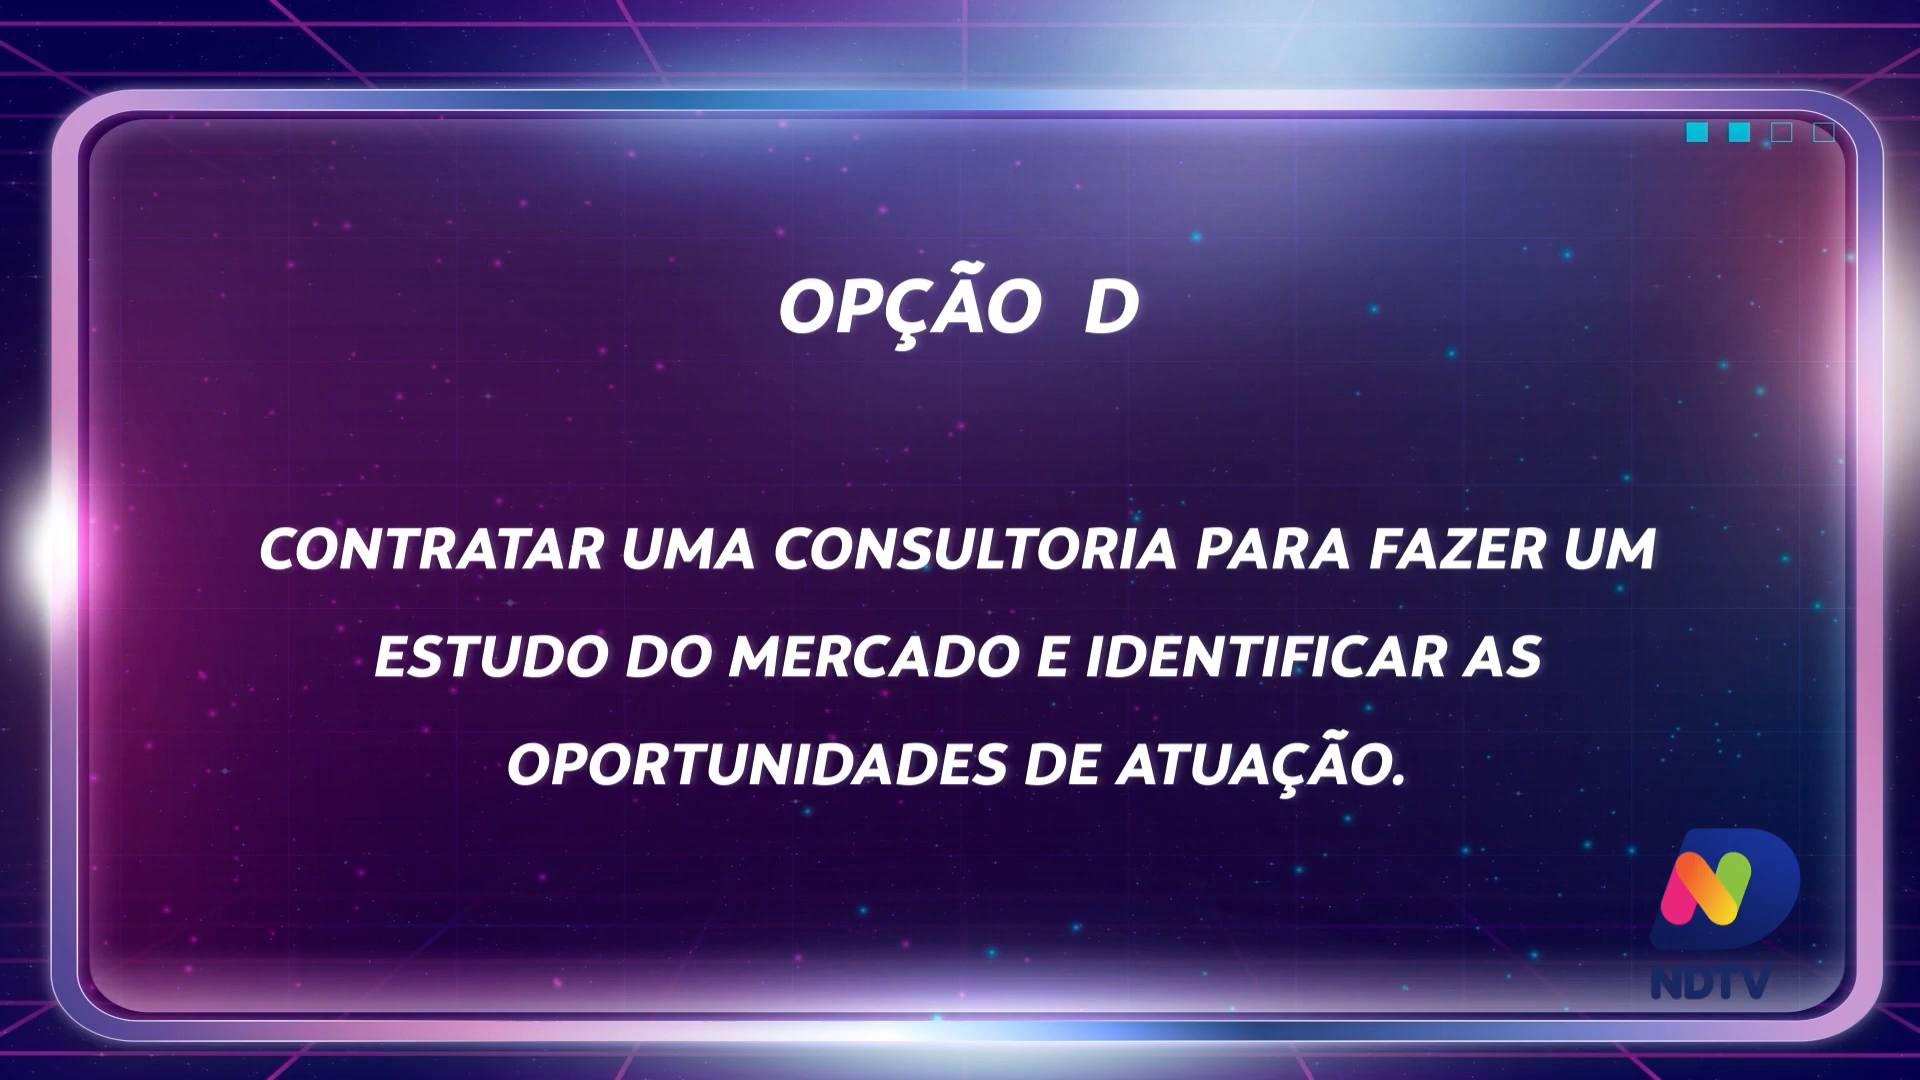 OPÇÃO D
CONTRATAR UMA CONSULTORIA PARA FAZER UM
ESTUDO DO MERCADO E IDENTIFICAR AS
OPORTUNIDADES DE ATUAÇÃO.
NDTV